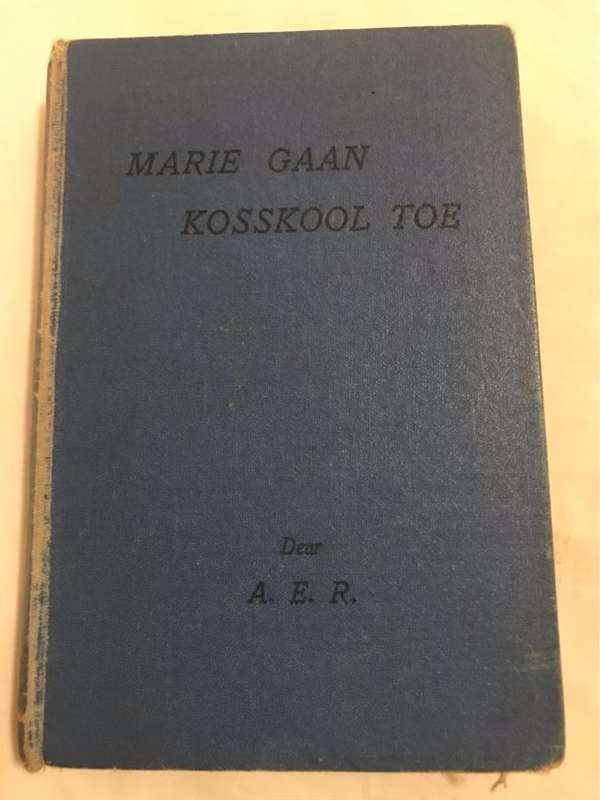 MARIE GAAN
KOSSKOOL TOE
Deur
A. E. R.